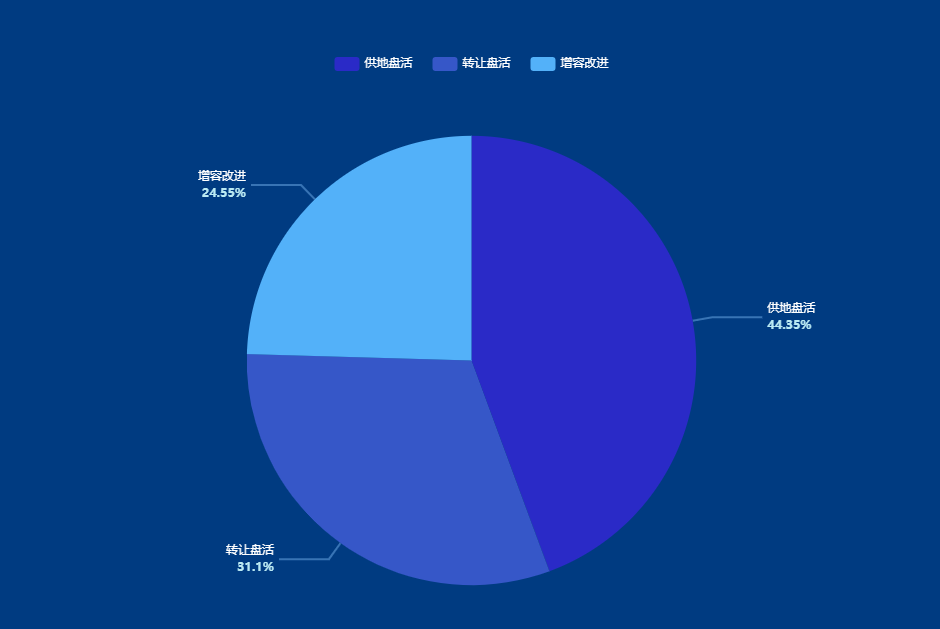 供地盘活 转让盘活 增容改进
增容改进
24.55%
供地盘活
44.35%
转让盘活
31.1%